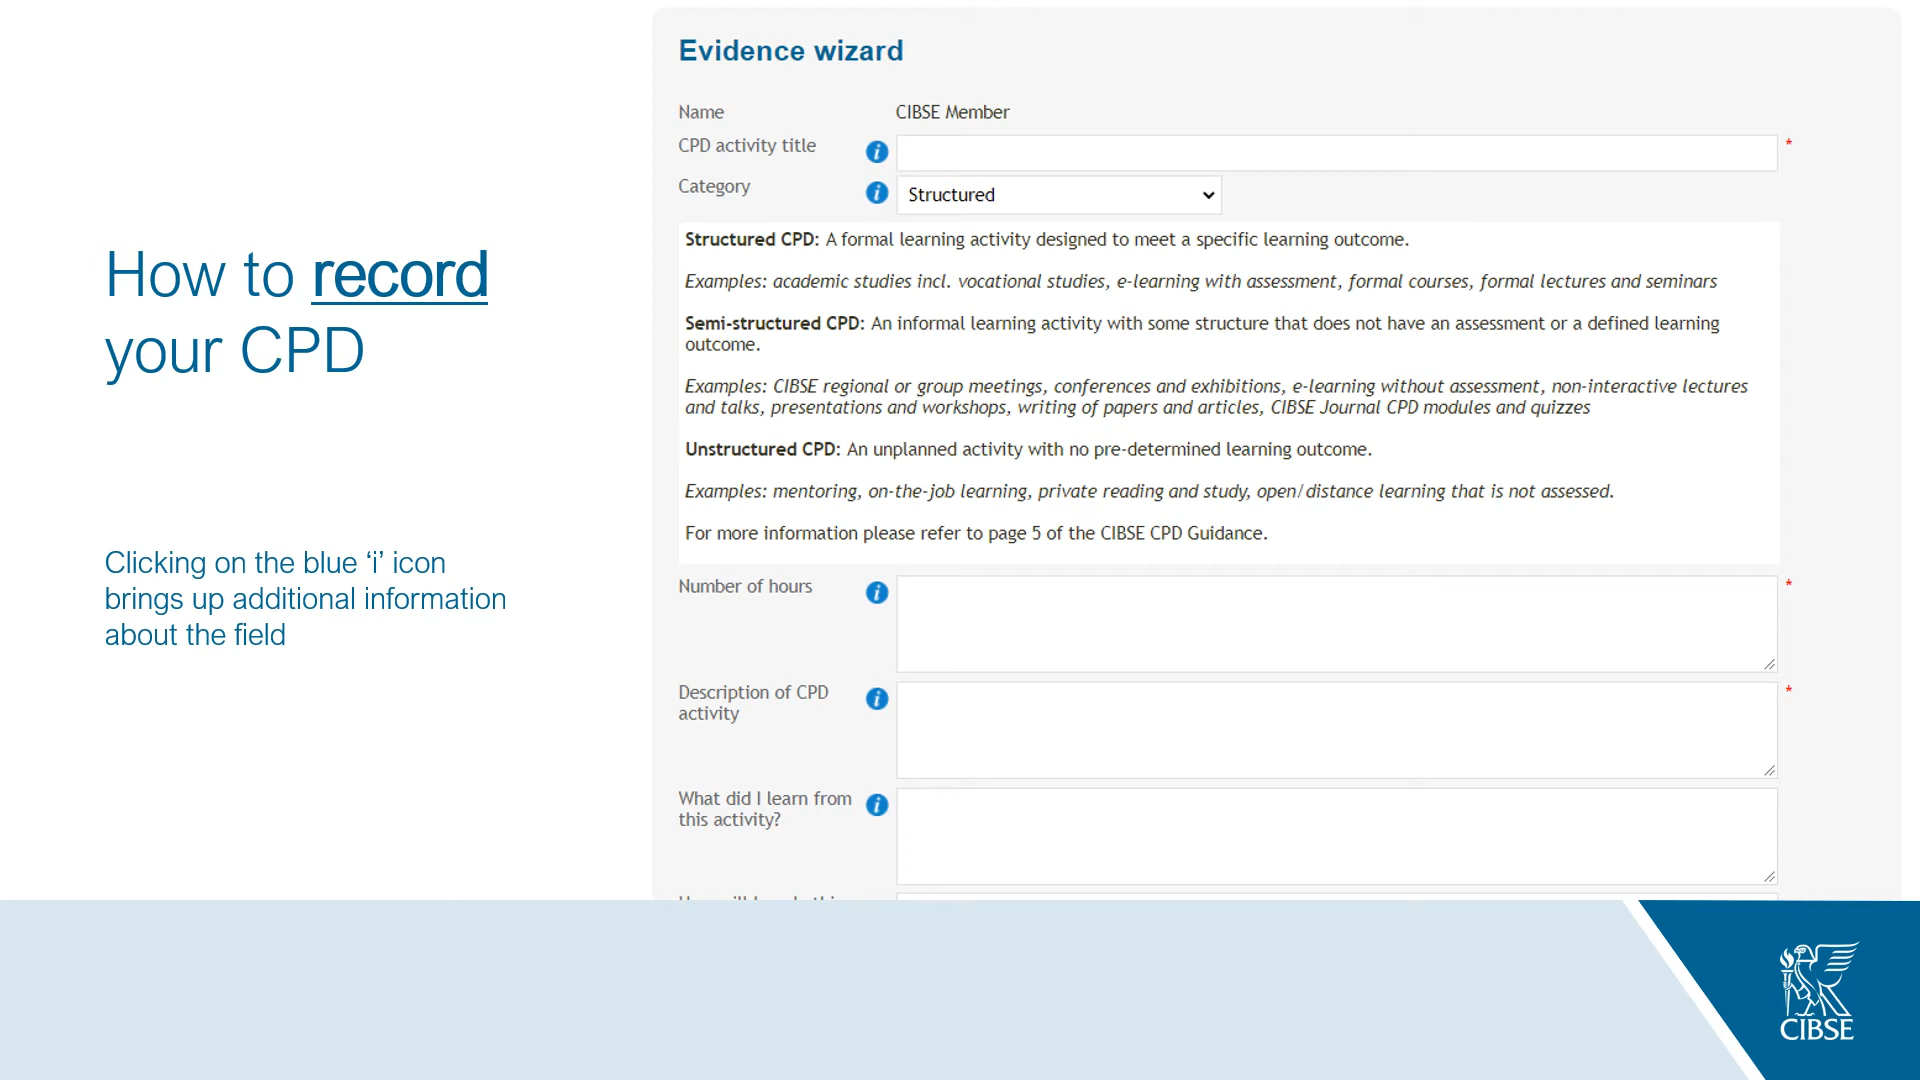 How to record
your CPD
Clicking on the blue ‘i’ icon
brings up additional information
about the field
Evidence wizard
Name CIBSE Member
CPD activity title i *
Category i Structured
Structured CPD: A formal learning activity designed to meet a specific learning outcome.
Examples: academic studies incl. vocational studies, e-learning with assessment, formal courses, formal lectures and seminars
Semi-structured CPD: An informal learning activity with some structure that does not have an assessment or a defined learning
outcome.
Examples: CIBSE regional or group meetings, conferences and exhibitions, e-learning without assessment, non-interactive lectures
and talks, presentations and workshops, writing of papers and articles, CIBSE Journal CPD modules and quizzes
Unstructured CPD: An unplanned activity with no pre-determined learning outcome.
Examples: mentoring, on-the-job learning, private reading and study, open/distance learning that is not assessed.
For more information please refer to page 5 of the CIBSE CPD Guidance.
Number of hours i *
Description of CPD i *
activity
What did I learn from i
this activity?
CIBSE